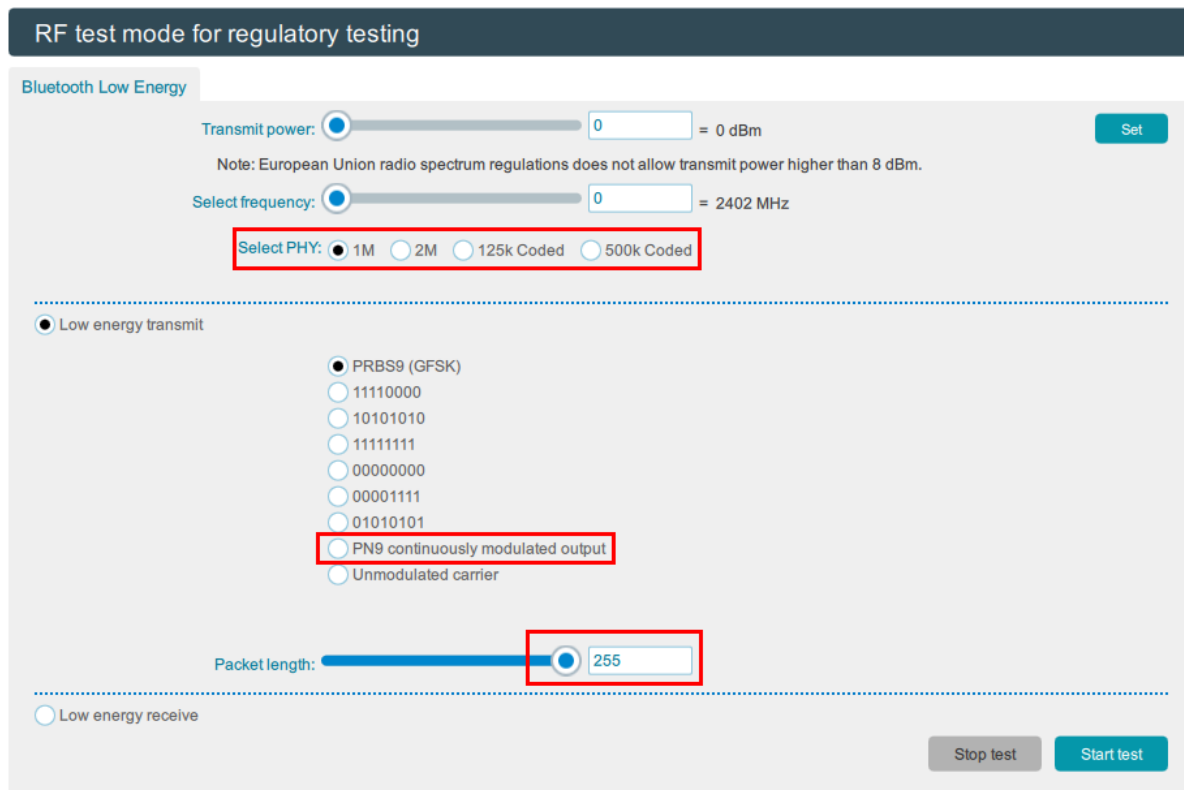 RF test mode for regulatory testing
Bluetooth Low Energy
Transmit power: 0 = 0 dBm Set
Note: European Union radio spectrum regulations does not allow transmit power higher than 8 dBm.
Select frequency: 0 = 2402 MHz
Select PHY: 1M 2M 125k Coded 500k Coded
Low energy transmit
PRBS9 (GFSK)
11110000
10101010
11111111
00000000
00001111
01010101
PN9 continuously modulated output
Unmodulated carrier
Packet length: 255
Low energy receive
Stop test Start test